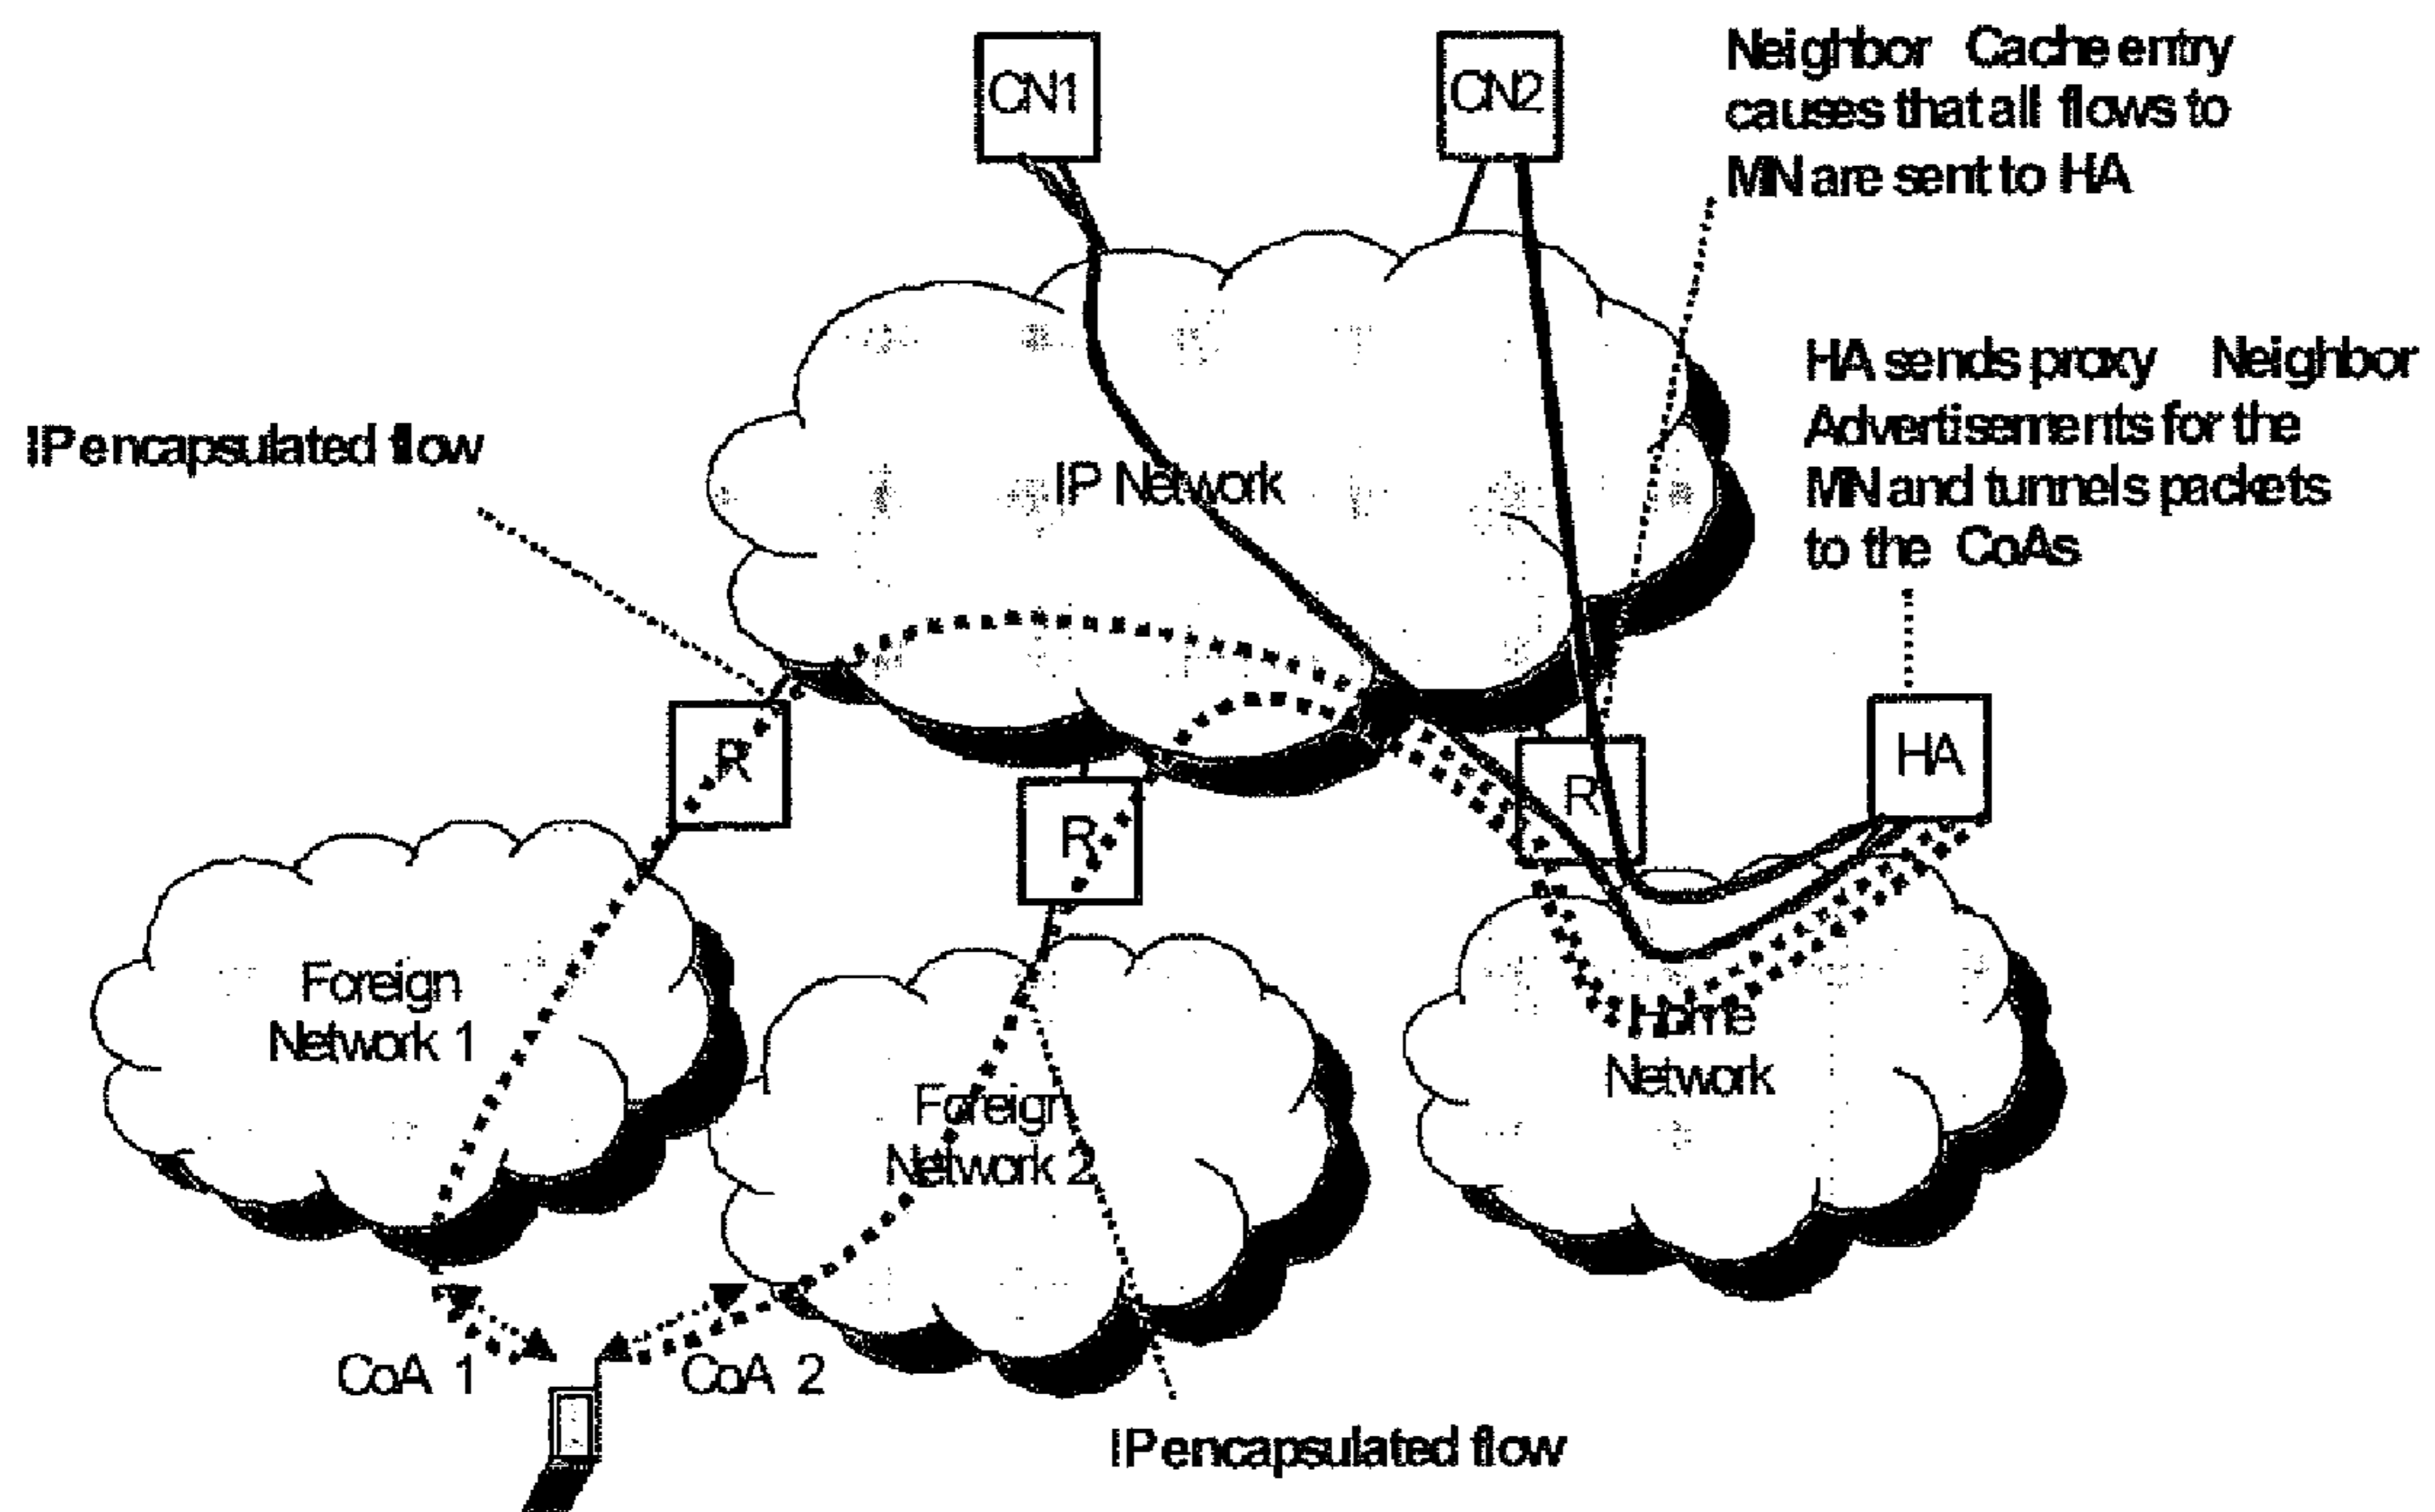 CN1
CN2
Neighbor Cache entry
causes that all flows to
MN are sent to HA
HA sends proxy Neighbor
Advertisements for the
MN and tunnels packets
to the CoAs
IP encapsulated flow
IP Network
R
R
R
HA
Foreign
Network 1
Foreign
Network 2
Home
Network
CoA 1
CoA 2
IP encapsulated flow